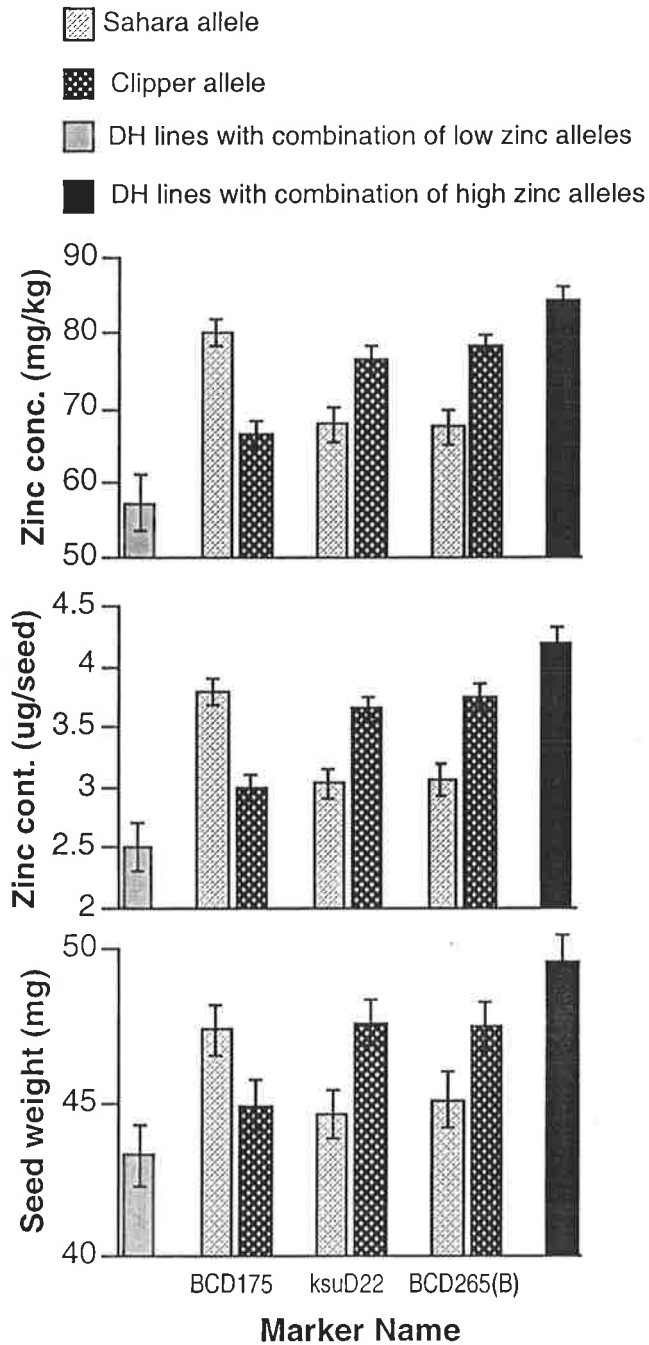 Sahara allele
Clipper allele
DH lines with combination of low zinc alleles
DH lines with combination of high zinc alleles
Zinc conc. (mg/kg)
90
80
70
60
50
Zinc cont. (ug/seed)
4.5
4
3.5
3
2.5
2
Seed weight (mg)
50
45
40
BCD175 ksuD22 BCD265(B)
Marker Name